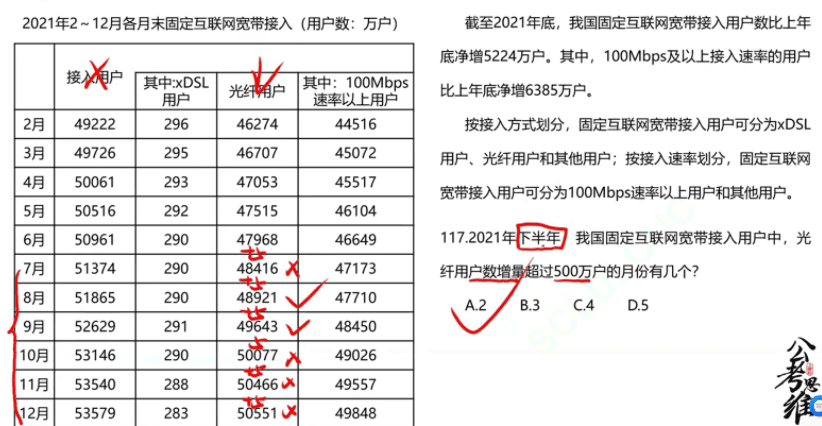 2021年2～12月各月末固定互联网宽带接入（用户数：万户）
接入用户 其中:xDSL用户 光纤用户 其中：100Mbps速率以上用户
2月 49222 296 46274 44516
3月 49726 295 46707 45072
4月 50061 293 47053 45517
5月 50516 292 47515 46104
6月 50961 290 47968 46649
7月 51374 290 48416 47173
8月 51865 290 48921 47710
9月 52629 291 49643 48450
10月 53146 290 50077 49026
11月 53540 288 50466 49557
12月 53579 283 50551 49848
截至2021年底，我国固定互联网宽带接入用户数比上年
底净增5224万户。其中，100Mbps及以上接入速率的用户
比上年底净增6385万户。
按接入方式划分，固定互联网宽带接入用户可分为xDSL
用户、光纤用户和其他用户；按接入速率划分，固定互联网
宽带接入用户可分为100Mbps速率以上用户和其他用户。
117.2021年下半年，我国固定互联网宽带接入用户中，光
纤用户数增量超过500万户的月份有几个？
A.2 B.3 C.4 D.5
公考思维